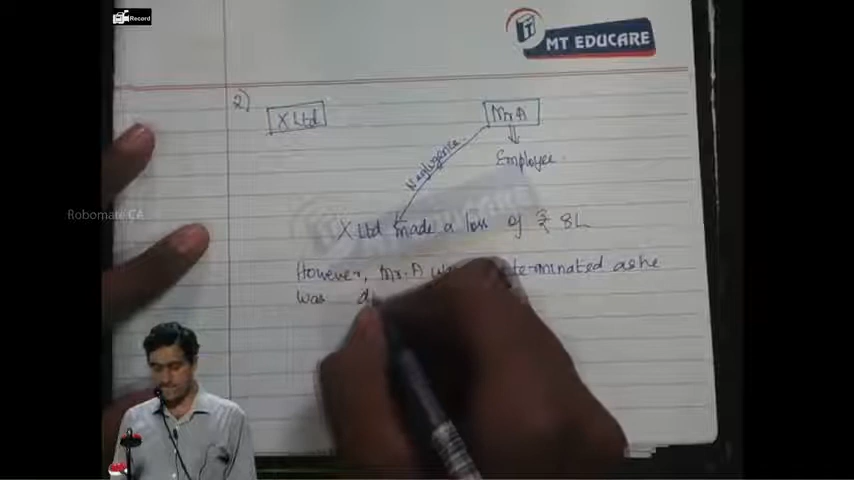 Record
MT EDUCARE
2)
X Ltd
Mr.A
Negligence
Employee
Robomate CA
X Ltd made a loss of ₹ 8L
However, Mr.A was terminated as he
was